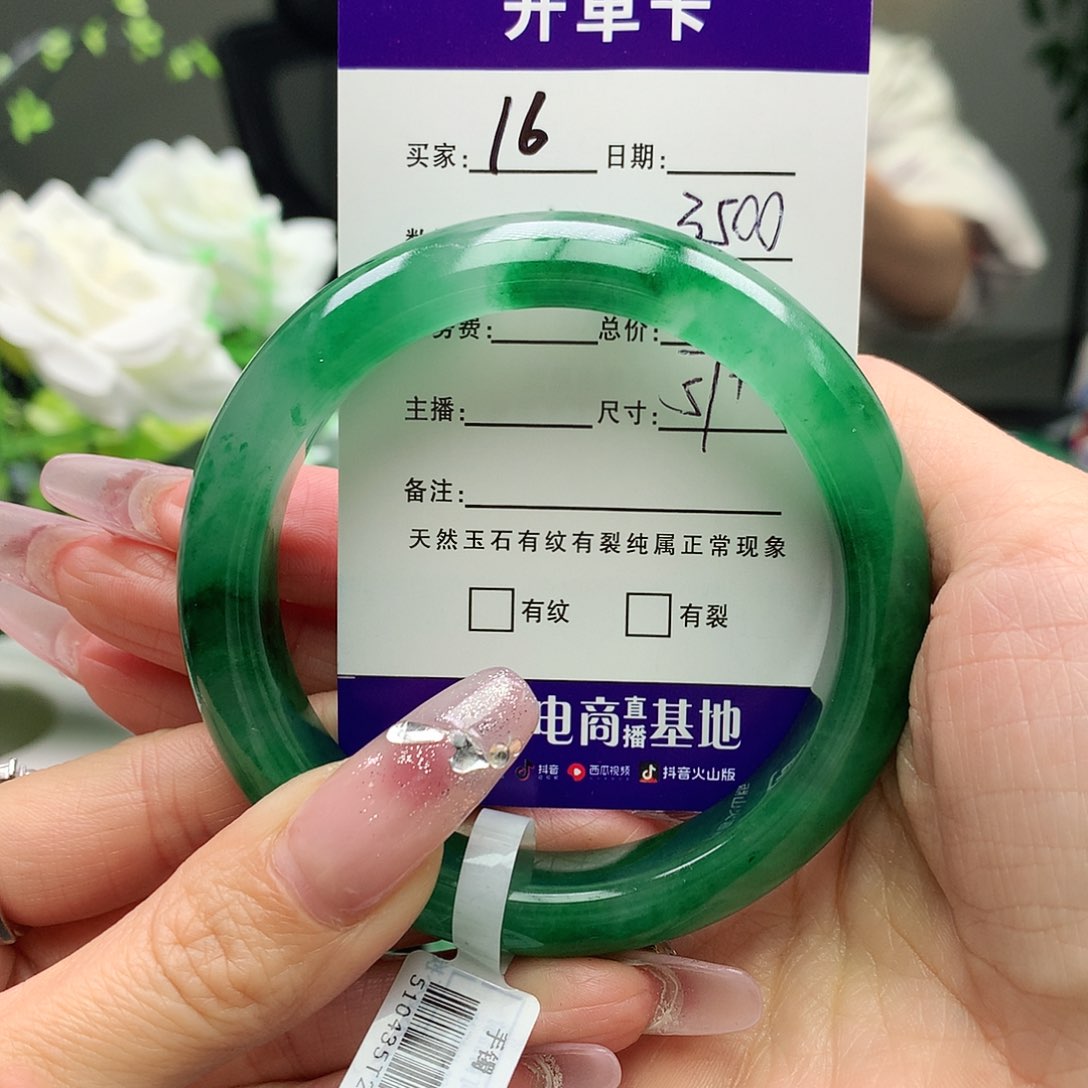 开单卡
买家: 16 日期:
3500
劳费: 总价:
主播: 尺寸:
备注:
天然玉石有纹有裂纯属正常现象
有纹 有裂
电商直播基地
抖音 西瓜视频 抖音火山版
手镯
510435T2